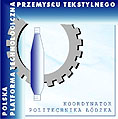 POLSKA
PLATFORMA TECHNOLOGICZNA
PRZEMYSŁU TEKSTYLNEGO
KOORDYNATOR
POLITECHNIKA ŁÓDZKA